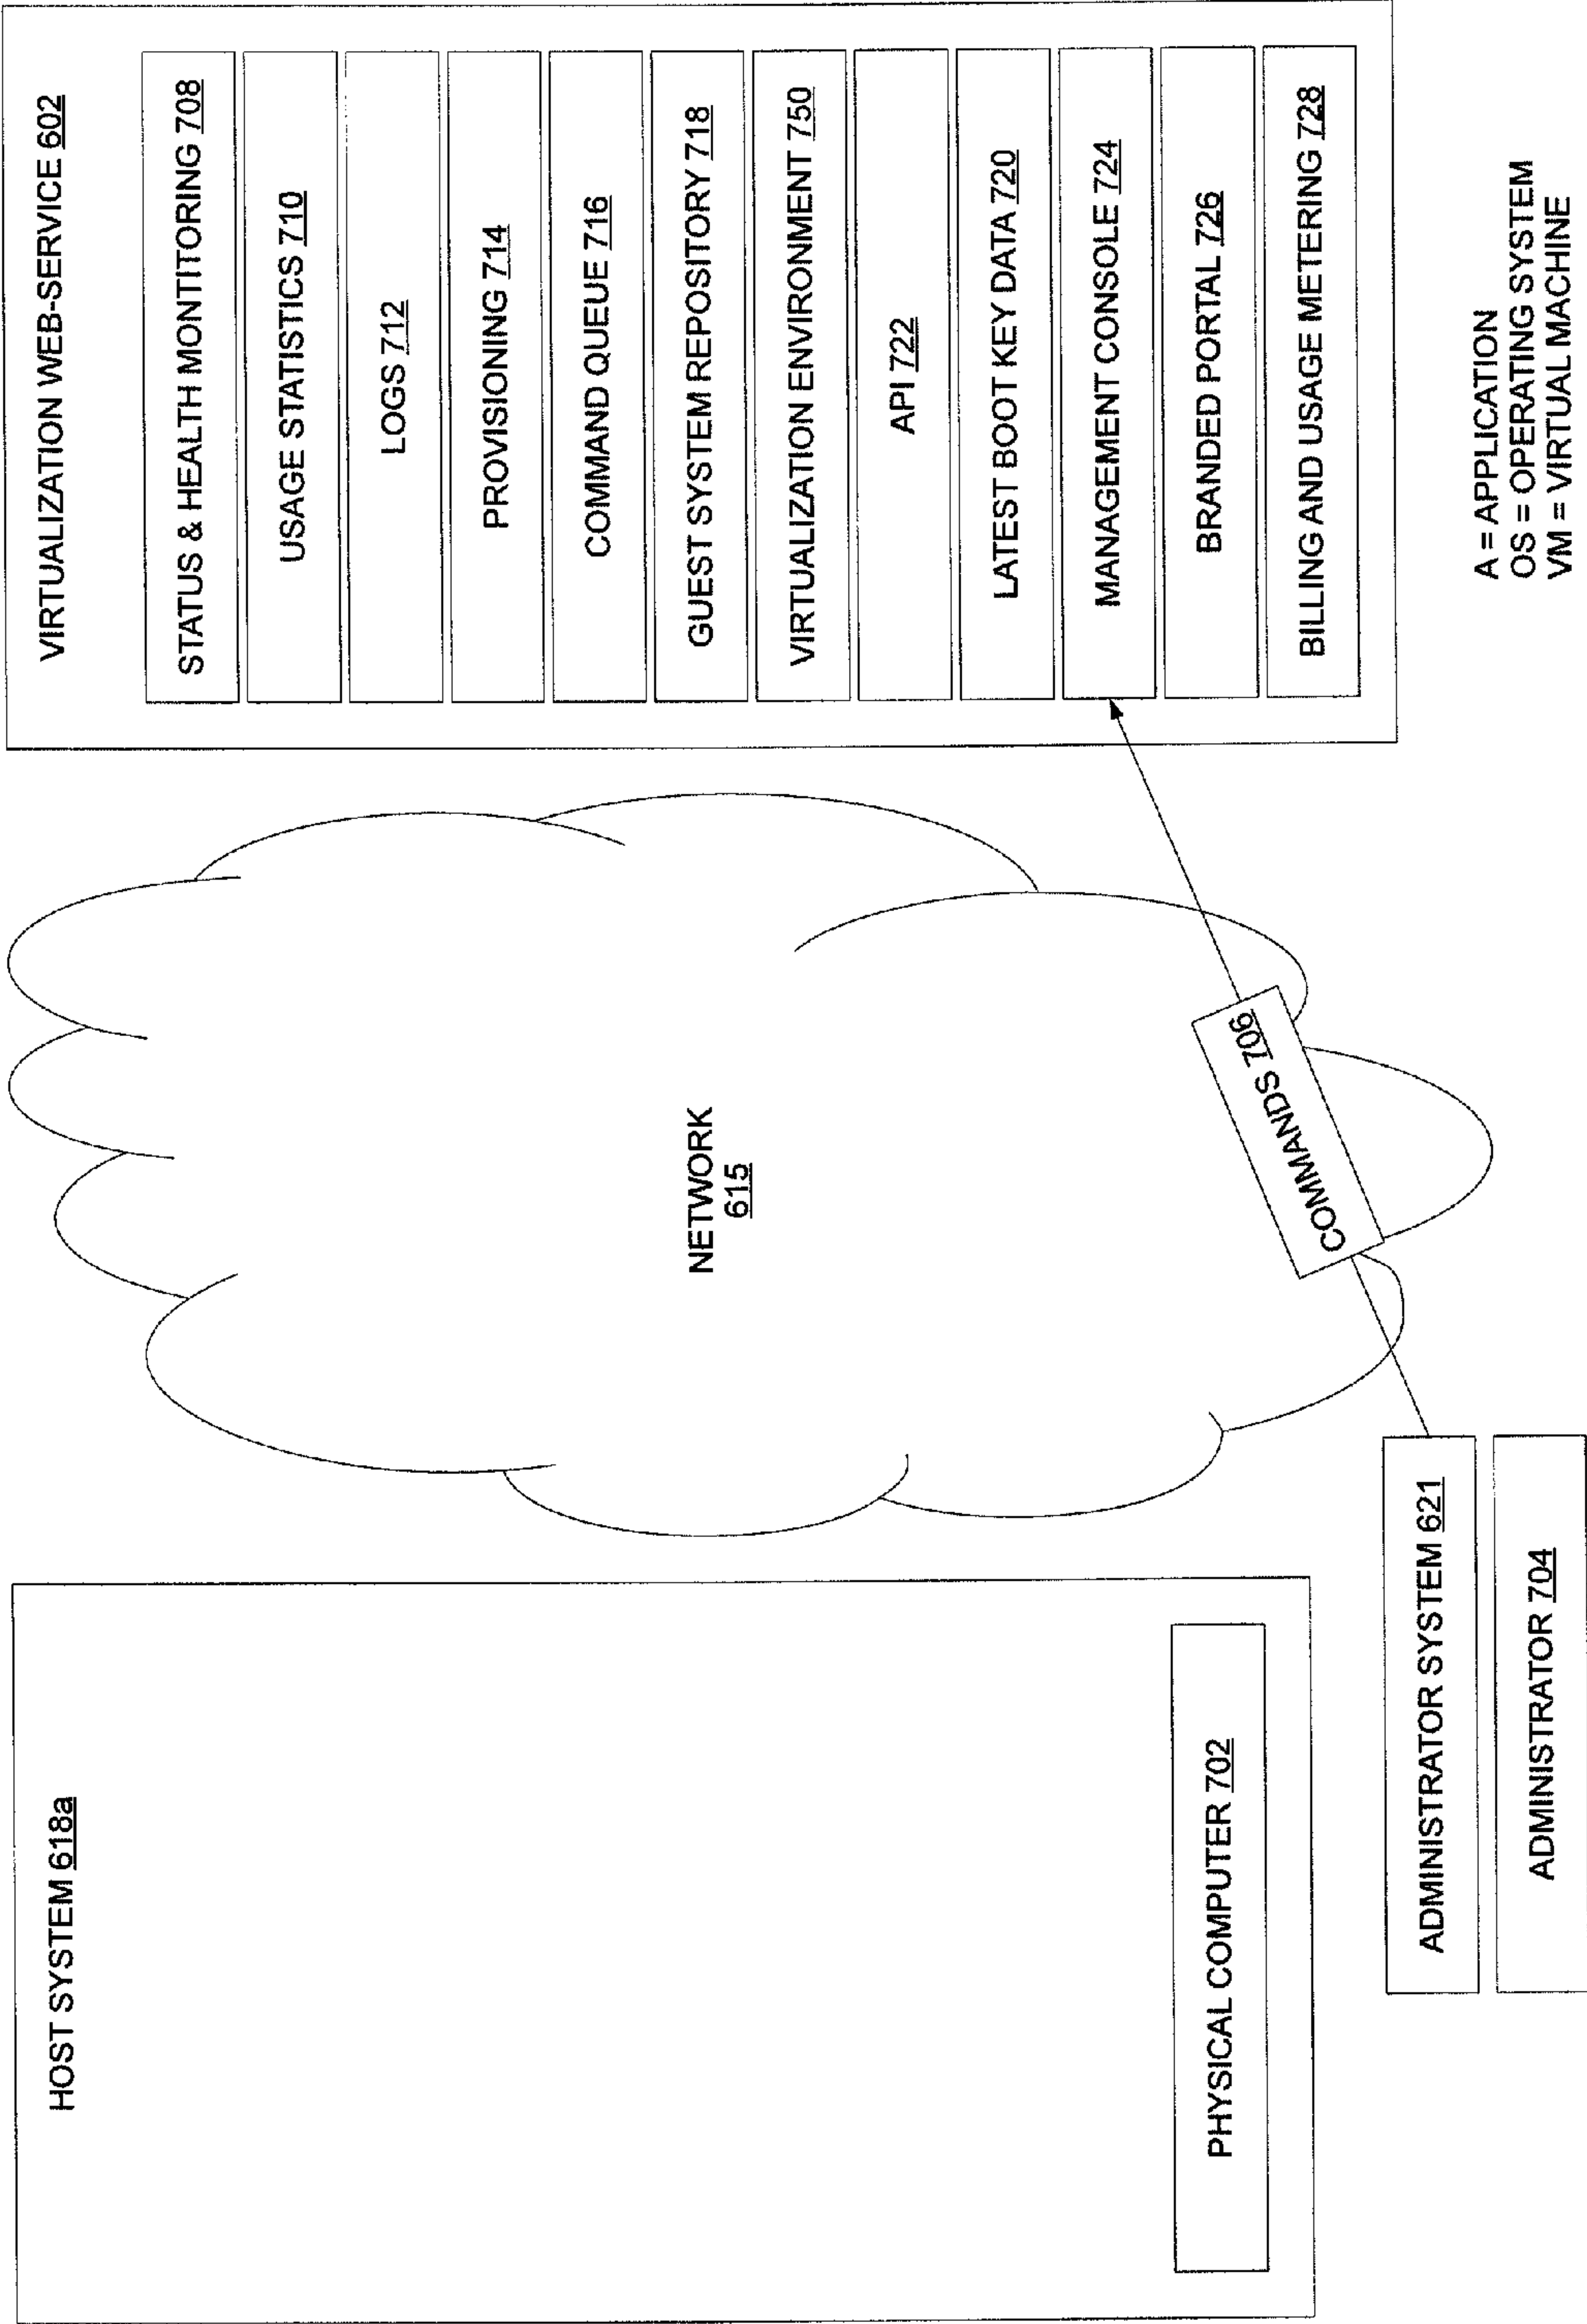 HOST SYSTEM 618a
PHYSICAL COMPUTER 702
ADMINISTRATOR SYSTEM 621
ADMINISTRATOR 704
NETWORK
615
COMMANDS 706
VIRTUALIZATION WEB-SERVICE 602
STATUS & HEALTH MONTITORING 708
USAGE STATISTICS 710
LOGS 712
PROVISIONING 714
COMMAND QUEUE 716
GUEST SYSTEM REPOSITORY 718
VIRTUALIZATION ENVIRONMENT 750
API 722
LATEST BOOT KEY DATA 720
MANAGEMENT CONSOLE 724
BRANDED PORTAL 726
BILLING AND USAGE METERING 728
A = APPLICATION
OS = OPERATING SYSTEM
VM = VIRTUAL MACHINE